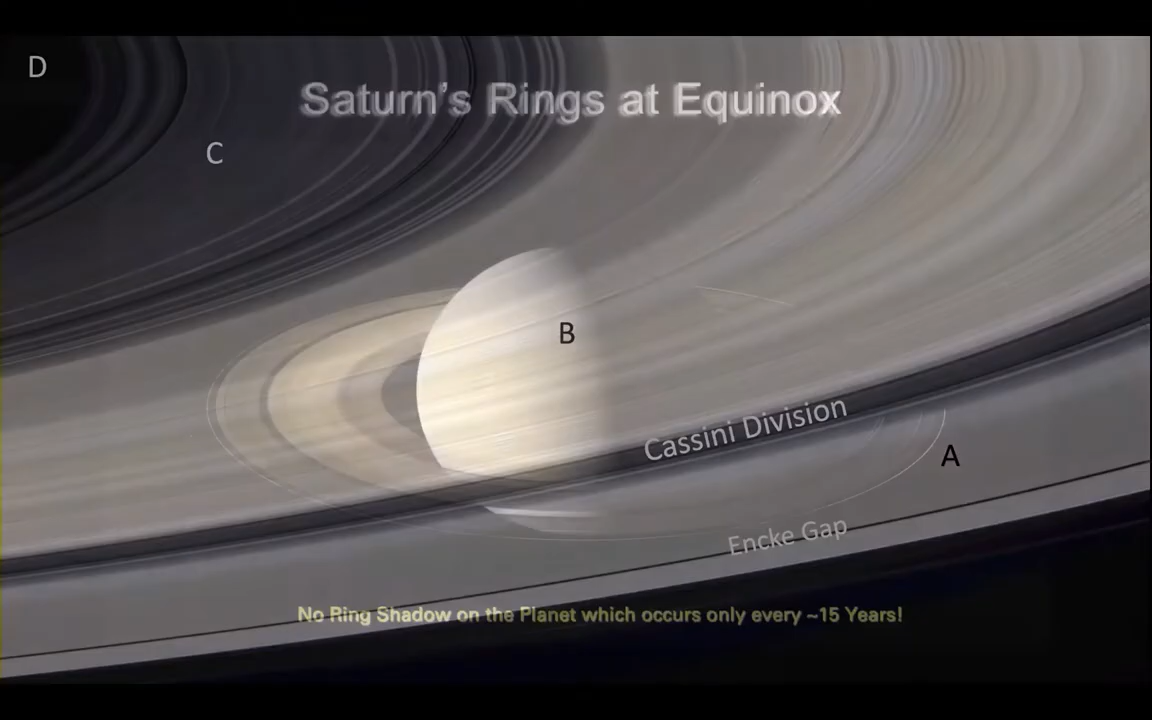 D
Saturn's Rings at Equinox
C
B
Cassini Division
A
Encke Gap
No Ring Shadow on the Planet which occurs only every ~15 Years!